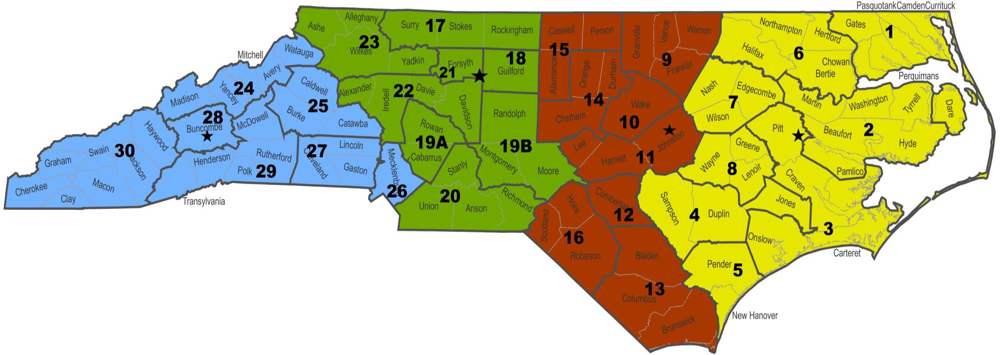 PasquotankCamdenCurrituck
Alleghany
Ashe
Surry
17
Stokes
Rockingham
Caswell
Person
Granville
Vance
Warren
Northampton
Hertford
Gates
1
23
Wilkes
Watauga
Mitchell
15
18
Halifax
6
Yadkin
Forsyth
21
Guilford
Alamance
Orange
Durham
9
Franklin
Chowan
Bertie
Perquimans
Avery
24
Yancey
Caldwell
Alexander
Iredell
22
Davie
Nash
Edgecombe
Madison
25
14
Wake
7
Martin
Washington
Tyrrell
Dare
28
Buncombe
McDowell
Burke
Catawba
Davidson
Randolph
Chatham
10
Wilson
Haywood
Rowan
19A
19B
Pitt
Beaufort
2
Hyde
Swain
30
Jackson
Graham
Henderson
Rutherford
27
Lincoln
Cleveland
Mecklenb
Cabarrus
Montgomery
Lee
Johnston
Harnett
11
Greene
Wayne
8
Lenoir
Polk
29
Gaston
Stanly
Moore
Craven
Pamlico
Cherokee
Macon
Clay
Transylvania
26
20
Union
Anson
Richmond
Hoke
Cumberland
12
Sampson
4
Duplin
Jones
Scotland
16
Robeson
Bladen
Onslow
3
Carteret
Pender
5
13
Columbus
New Hanover
Brunswick